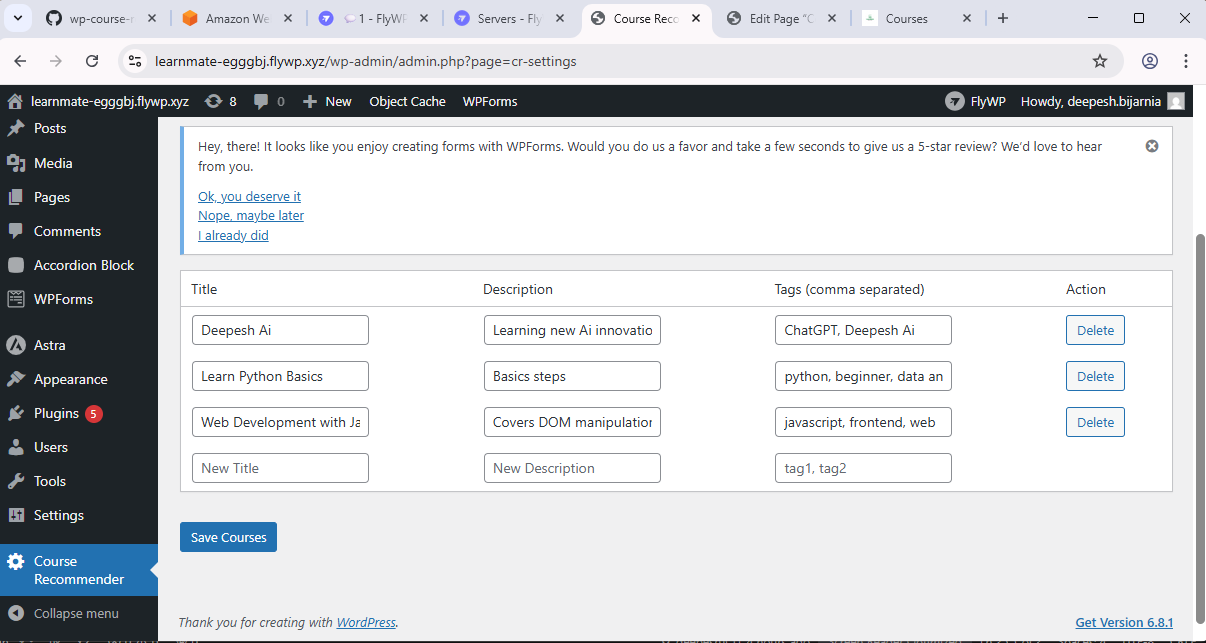 wp-course-r
Amazon We
1 - FlyWP
Servers - Fly
Course Reco
Edit Page "C
Courses
learnmate-egggbj.flywp.xyz/wp-admin/admin.php?page=cr-settings
learnmate-egggbj.flywp.xyz 8 0 New Object Cache WPForms FlyWP Howdy, deepesh.bijarnia
Posts
Media
Pages
Comments
Accordion Block
WPForms
Astra
Appearance
Plugins 5
Users
Tools
Settings
Course
Recommender
Collapse menu
Hey, there! It looks like you enjoy creating forms with WPForms. Would you do us a favor and take a few seconds to give us a 5-star review? We'd love to hear
from you.
Ok, you deserve it
Nope, maybe later
I already did
Title Description Tags (comma separated) Action
Deepesh Ai Learning new Ai innovatio ChatGPT, Deepesh Ai Delete
Learn Python Basics Basics steps python, beginner, data an Delete
Web Development with Ja Covers DOM manipulation javascript, frontend, web Delete
New Title New Description tag1, tag2
Save Courses
Thank you for creating with WordPress. Get Version 6.8.1